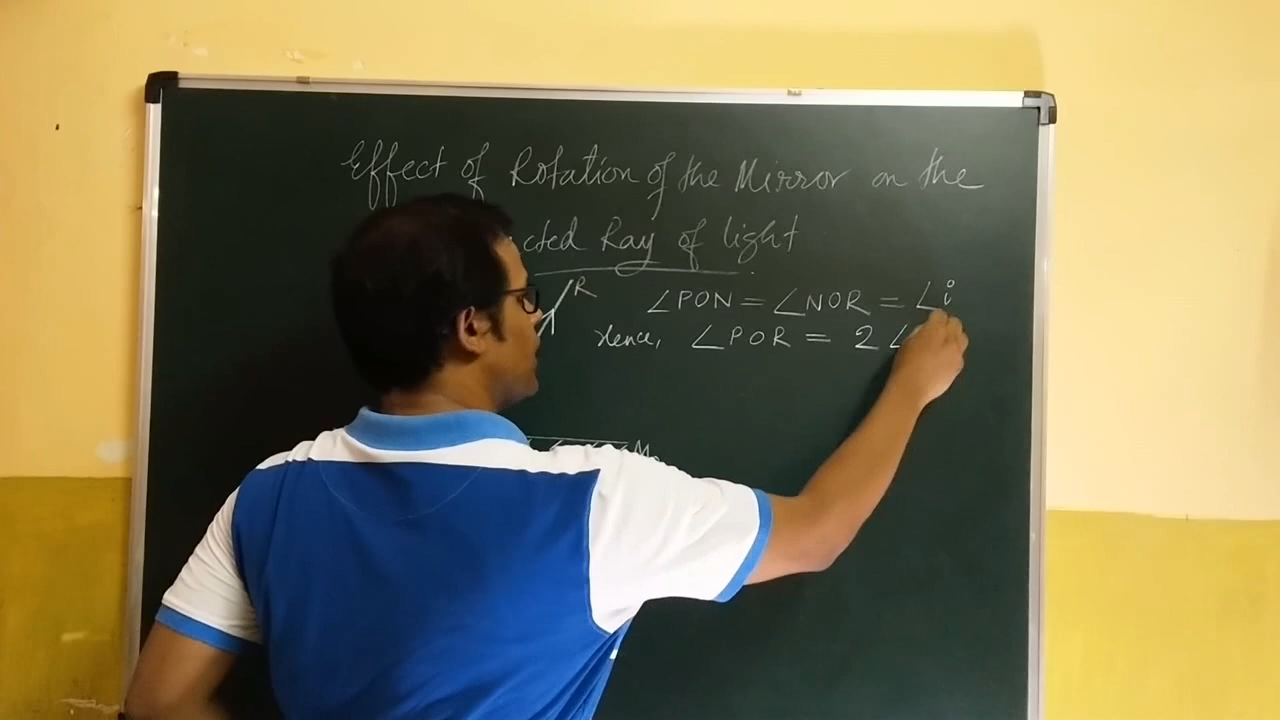 Effect of Rotation of the Mirror on the
cted Ray of light
R
∠PON = ∠NOR = ∠i
Hence, ∠POR = 2∠
M